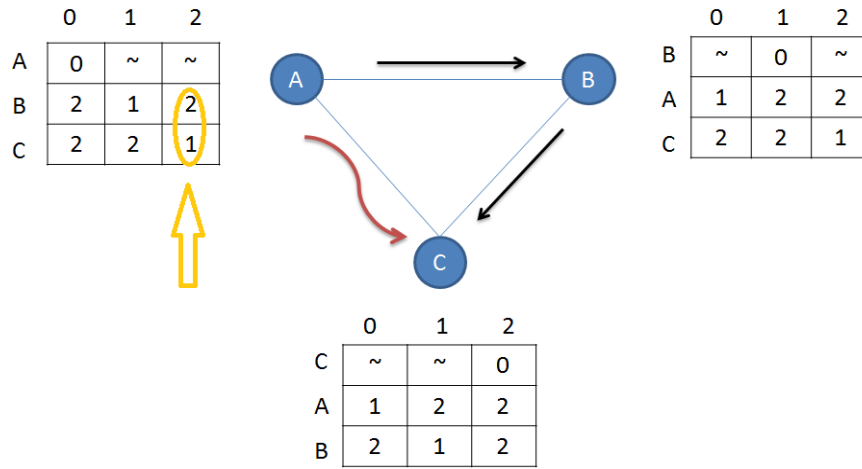 0 1 2
A 0 ~ ~
B 2 1 2
C 2 2 1
A
B
C
0 1 2
B ~ 0 ~
A 1 2 2
C 2 2 1
0 1 2
C ~ ~ 0
A 1 2 2
B 2 1 2